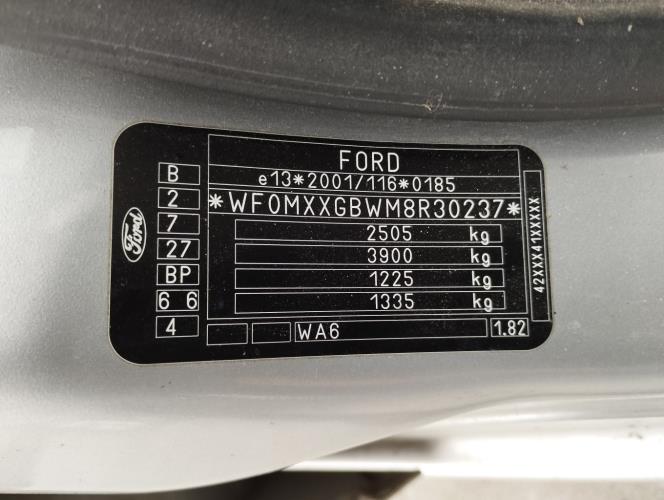 FORD
e13*2001/116*0185
*WF0MXXGBWM8R30237*
2505 kg
3900 kg
1225 kg
1335 kg
WA6 1.82
B
2
7
27
BP
6 6
4
Ford
42XXX41XXXXX